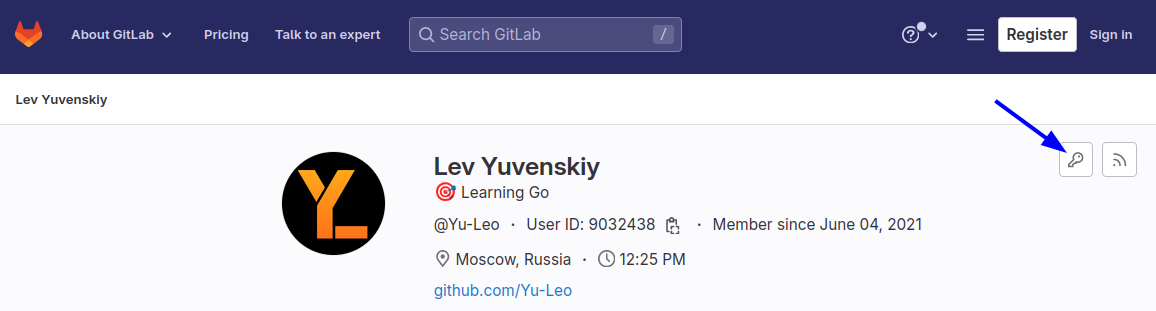 About GitLab Pricing Talk to an expert Search GitLab / Register Sign in
Lev Yuvenskiy
YL
Lev Yuvenskiy
Learning Go
@Yu-Leo · User ID: 9032438 · Member since June 04, 2021
Moscow, Russia · 12:25 PM
github.com/Yu-Leo